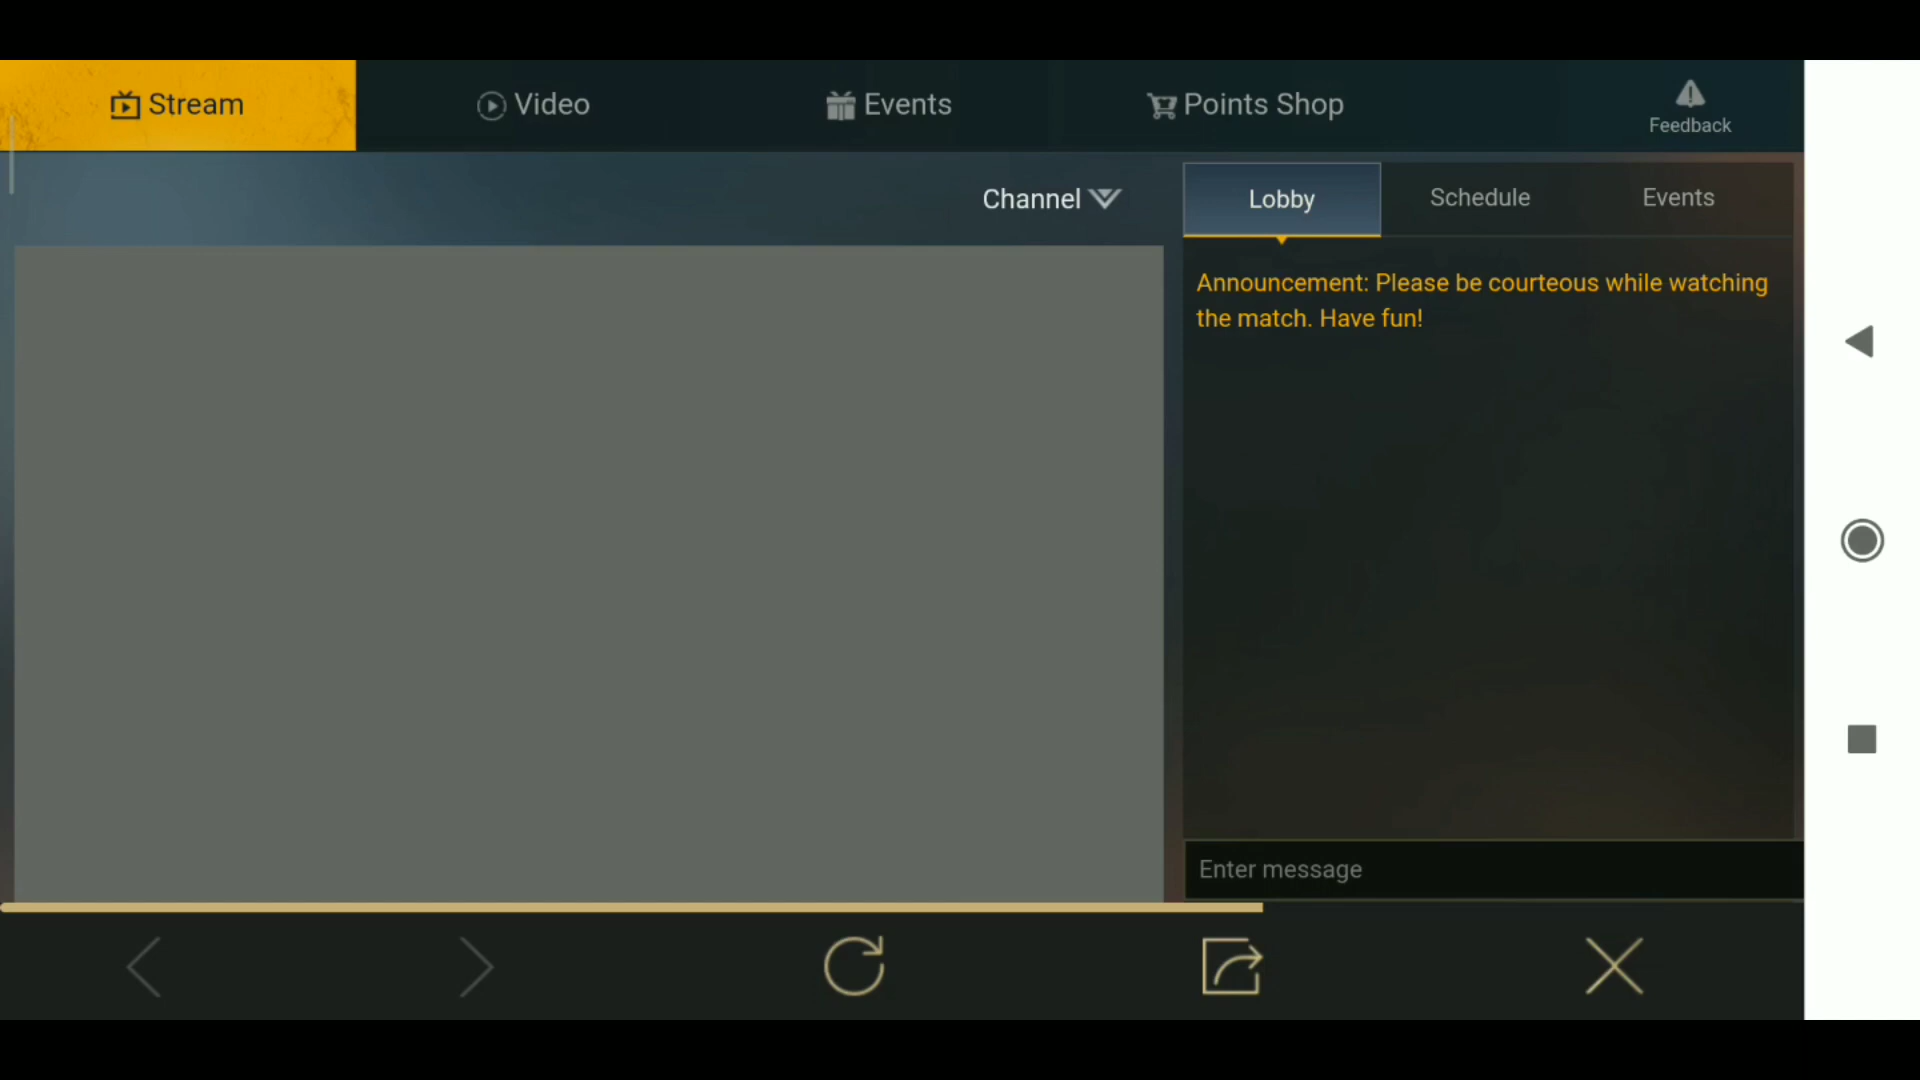 Stream
Video
Events
Points Shop
Feedback
Channel
Lobby
Schedule
Events
Announcement: Please be courteous while watching
the match. Have fun!
Enter message